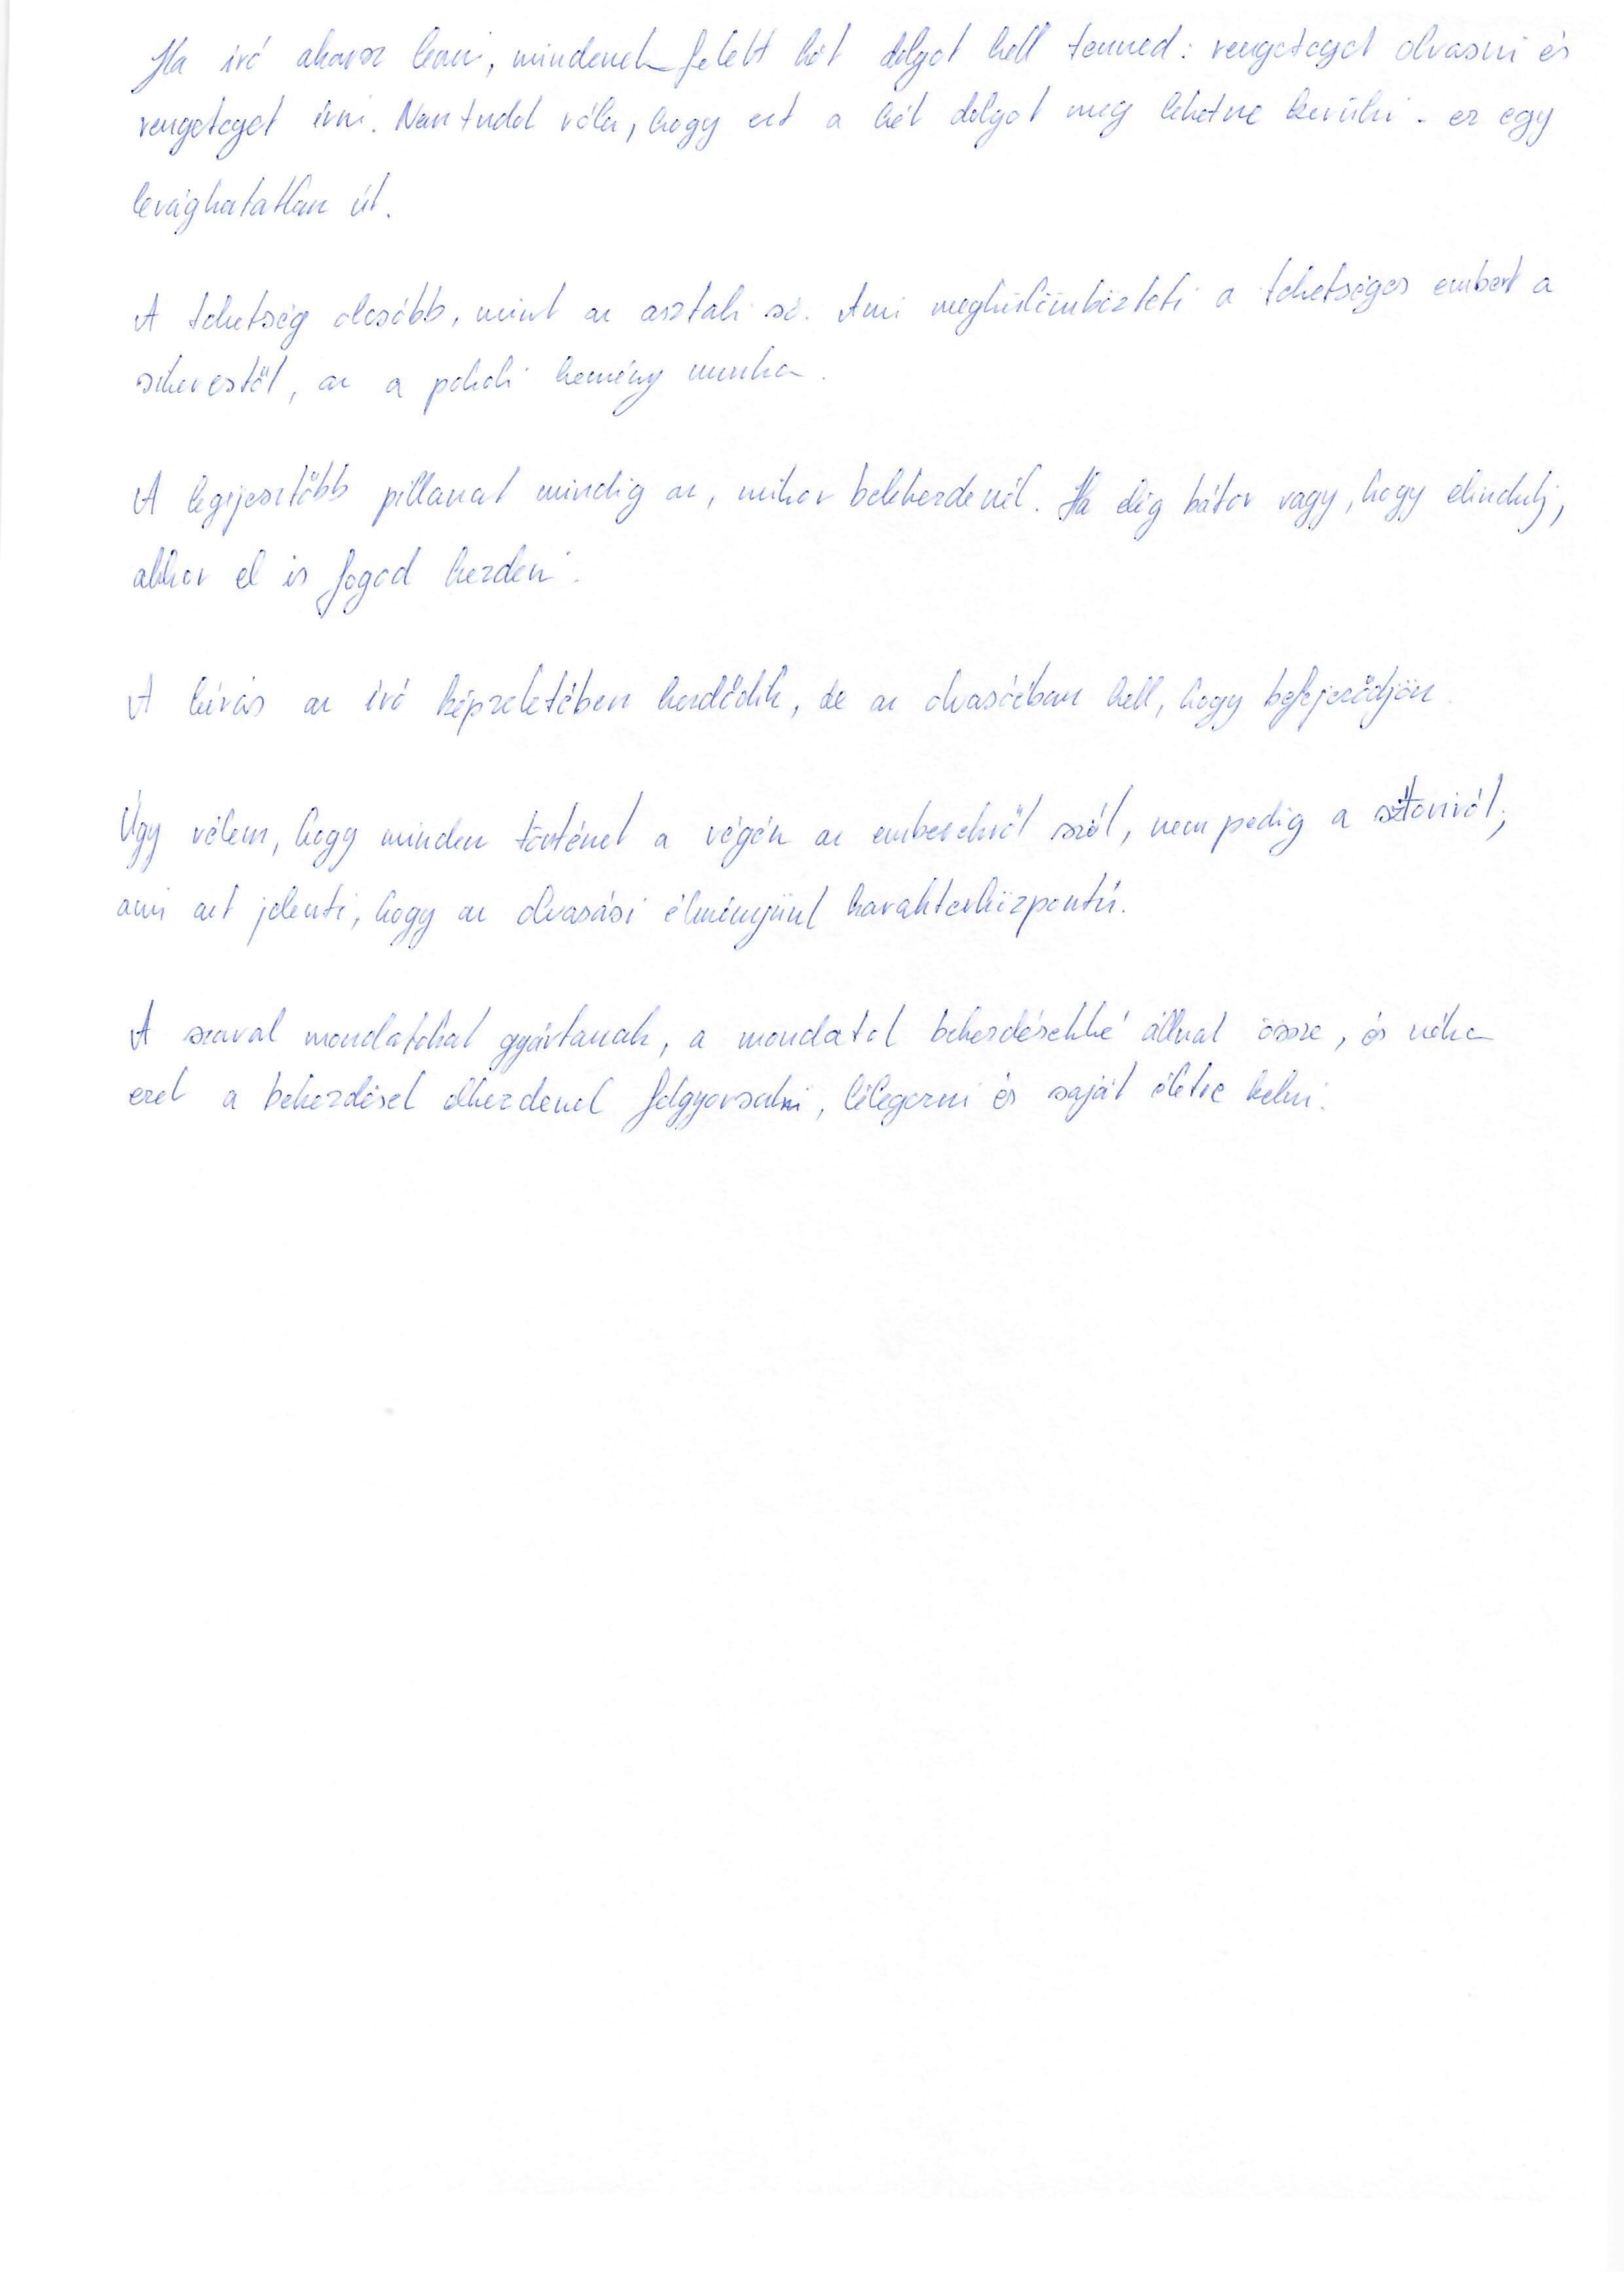 Ha író akarsz lenni, mindenek felett két dolgot kell tenned: rengeteget olvasni és
rengeteget írni. Nem tudok róla, hogy ezt a két dolgot meg lehetne kerülni - ez egy
levághatatlan út.
A tehetség olcsóbb, mint az asztali só. Ami megkülömbözteti a tehetséges embert a
sikerestől, az a pokoli kemény munka.
A legijesztőbb pillanat mindig az, mikor belekezdenél. Ha elég bátor vagy, hogy elindulj,
akkor el is fogod kezdeni.
A leírás az író képzeletében kezdődik, de az olvasóéban kell, hogy befejeződjön
Úgy vélem, hogy minden történet a végén az emberekről szól, nem pedig a sztoriról,
ami azt jelenti, hogy az olvasási élményünk karakterközpontú.
A szavak mondatokat gyártanak, a mondatok bekezdésekké állnak össze, és néha
ezek a bekezdések elkezdenek felgyorsulni, lélegezni és saját életre kelni.